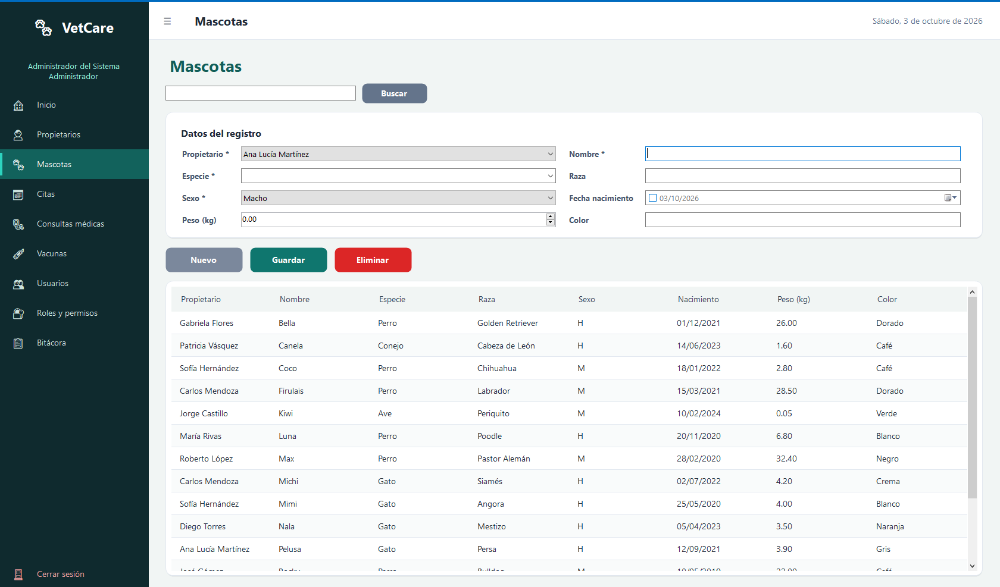 VetCare
Administrador del Sistema
Administrador
Inicio
Propietarios
Mascotas
Citas
Consultas médicas
Vacunas
Usuarios
Roles y permisos
Bitácora
Cerrar sesión
☰ Mascotas Sábado, 3 de octubre de 2026
Mascotas
Buscar
Datos del registro
Propietario * Ana Lucía Martínez Nombre *
Especie * Raza
Sexo * Macho Fecha nacimiento 03/10/2026
Peso (kg) 0.00 Color
Nuevo Guardar Eliminar
Propietario Nombre Especie Raza Sexo Nacimiento Peso (kg) Color
Gabriela Flores Bella Perro Golden Retriever H 01/12/2021 26.00 Dorado
Patricia Vásquez Canela Conejo Cabeza de León H 14/06/2023 1.60 Café
Sofía Hernández Coco Perro Chihuahua M 18/01/2022 2.80 Café
Carlos Mendoza Firulais Perro Labrador M 15/03/2021 28.50 Dorado
Jorge Castillo Kiwi Ave Periquito M 10/02/2024 0.05 Verde
María Rivas Luna Perro Poodle H 20/11/2020 6.80 Blanco
Roberto López Max Perro Pastor Alemán M 28/02/2020 32.40 Negro
Carlos Mendoza Michi Gato Siamés H 02/07/2022 4.20 Crema
Sofía Hernández Mimi Gato Angora H 25/05/2020 4.00 Blanco
Diego Torres Nala Gato Mestizo H 05/04/2023 3.50 Naranja
Ana Lucía Martínez Pelusa Gato Persa H 12/09/2021 3.90 Gris